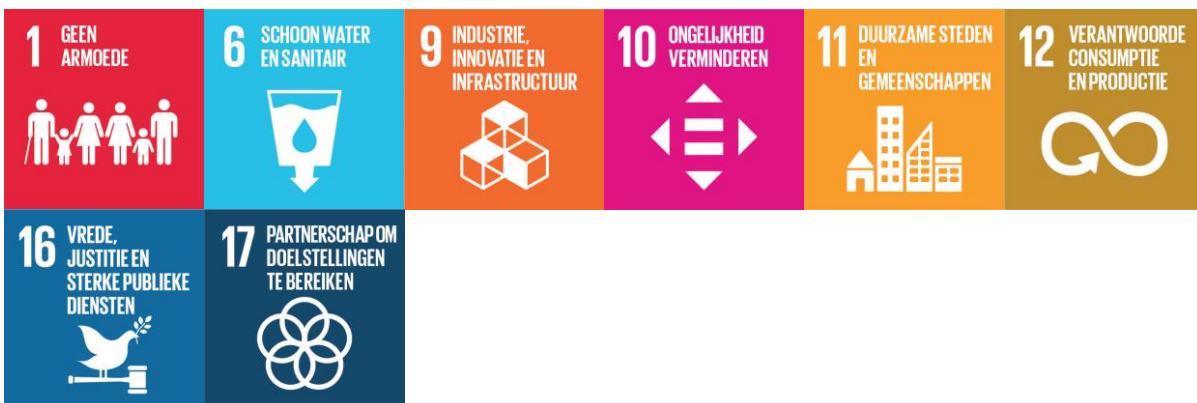 1 GEEN
ARMOEDE
6 SCHOON WATER
EN SANITAIR
9 INDUSTRIE,
INNOVATIE EN
INFRASTRUCTUUR
10 ONGELIJKHEID
VERMINDEREN
11 DUURZAME STEDEN
EN
GEMEENSCHAPPEN
12 VERANTWOORDE
CONSUMPTIE
EN PRODUCTIE
16 VREDE,
JUSTITIE EN
STERKE PUBLIEKE
DIENSTEN
17 PARTNERSCHAP OM
DOELSTELLINGEN
TE BEREIKEN